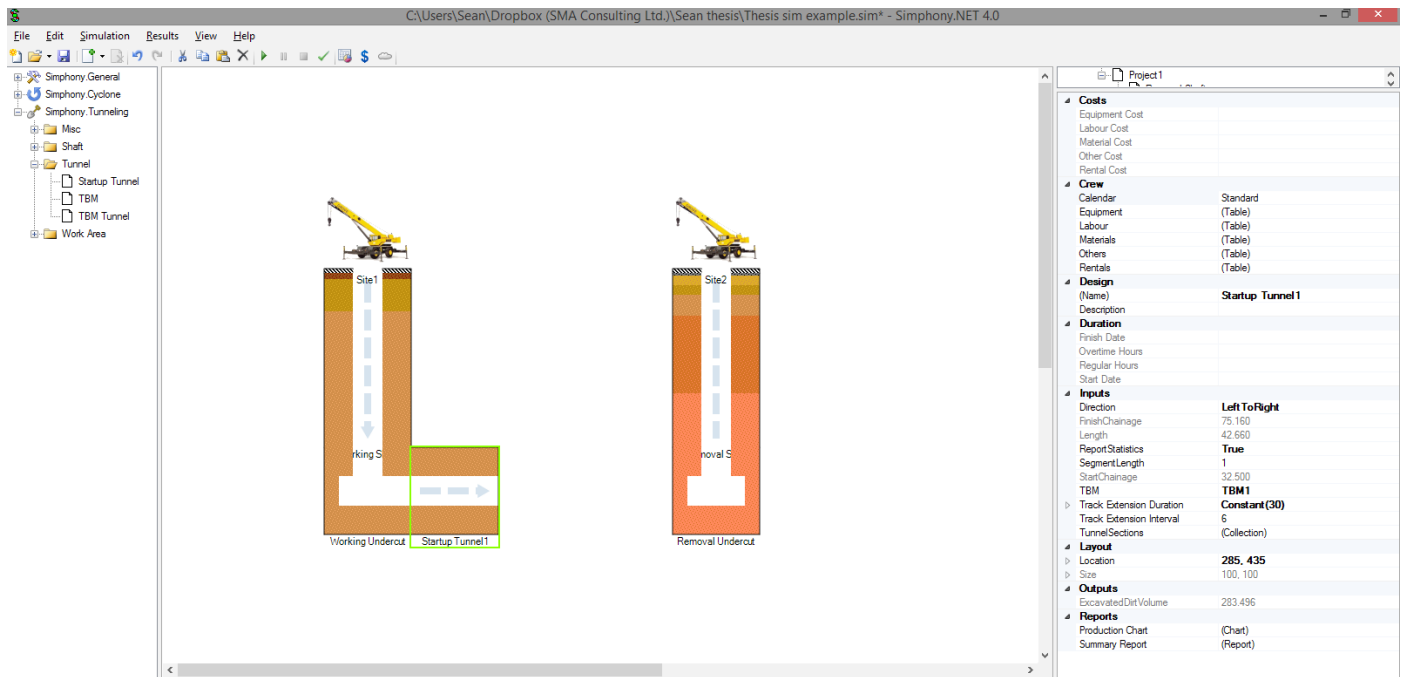 C:\Users\Sean\Dropbox (SMA Consulting Ltd.)\Sean thesis\Thesis sim example.sim* - Simphony.NET 4.0
File Edit Simulation Results View Help
Simphony.General
Simphony.Cyclone
Simphony.Tunneling
Misc
Shaft
Tunnel
Startup Tunnel
TBM
TBM Tunnel
Work Area
Site1
rking S
Working Undercut
Startup Tunnel1
Site2
noval S
Removal Undercut
Project1
Costs
Equipment Cost
Labour Cost
Material Cost
Other Cost
Rental Cost
Crew
Calendar Standard
Equipment (Table)
Labour (Table)
Materials (Table)
Others (Table)
Rentals (Table)
Design
(Name) Startup Tunnel1
Description
Duration
Finish Date
Overtime Hours
Regular Hours
Start Date
Inputs
Direction LeftToRight
FinishChainage 75.160
Length 42.660
ReportStatistics True
SegmentLength 1
StartChainage 32.500
TBM TBM1
Track Extension Duration Constant(30)
Track Extension Interval 6
TunnelSections (Collection)
Layout
Location 285, 435
Size 100, 100
Outputs
ExcavatedDirtVolume 283.496
Reports
Production Chart (Chart)
Summary Report (Report)